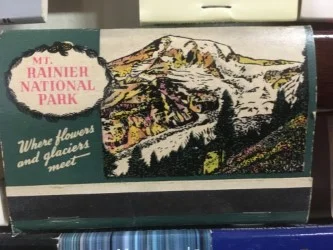 MT.
RAINIER
NATIONAL
PARK
Where flowers
and glaciers
meet